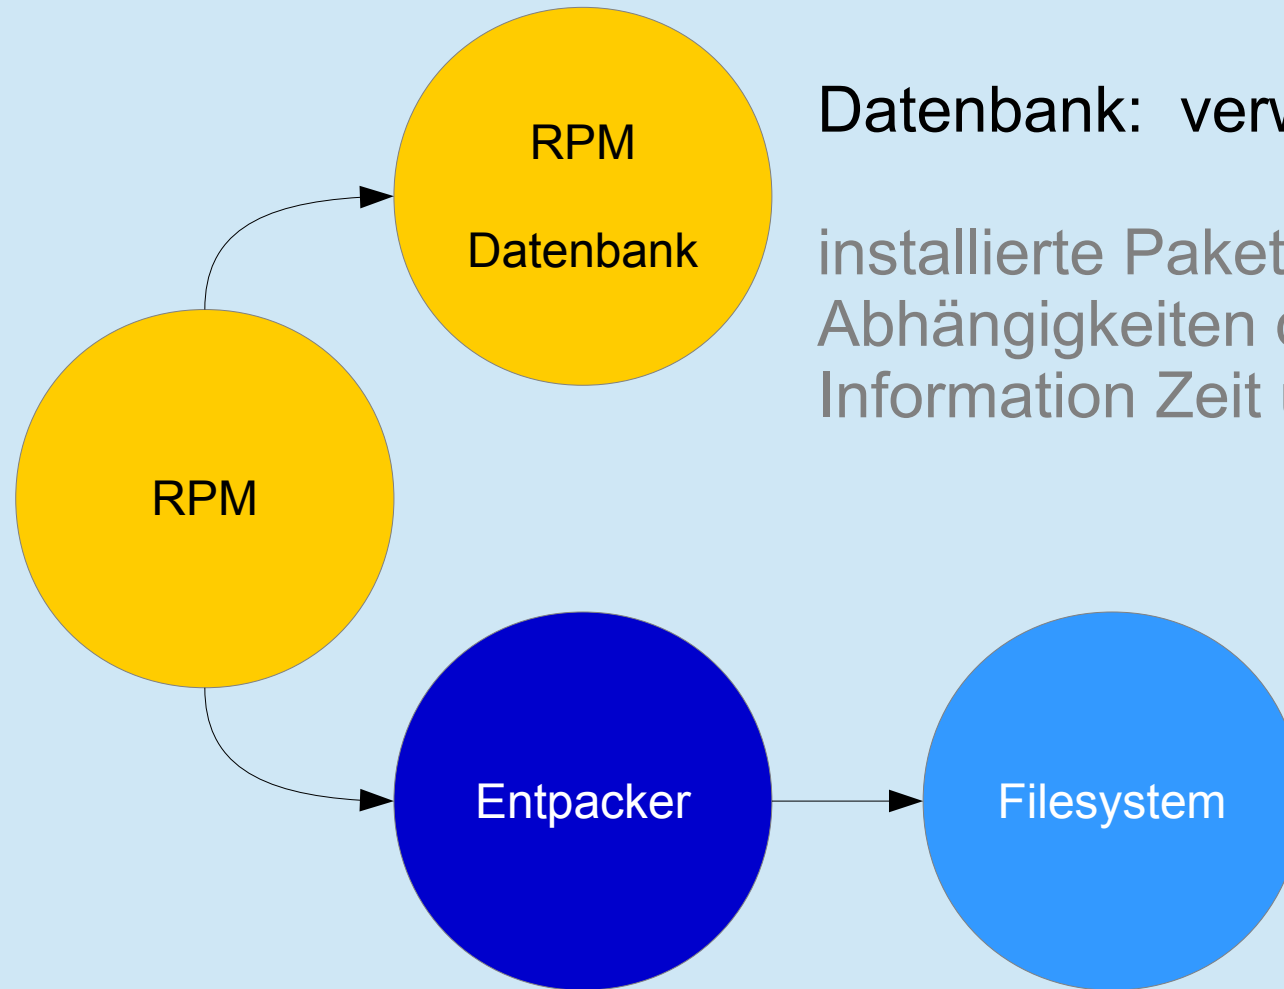 RPM
Datenbank
Datenbank:
installierte
Abhängigkeiten
Information Zeit
RPM
Entpacker
Filesystem